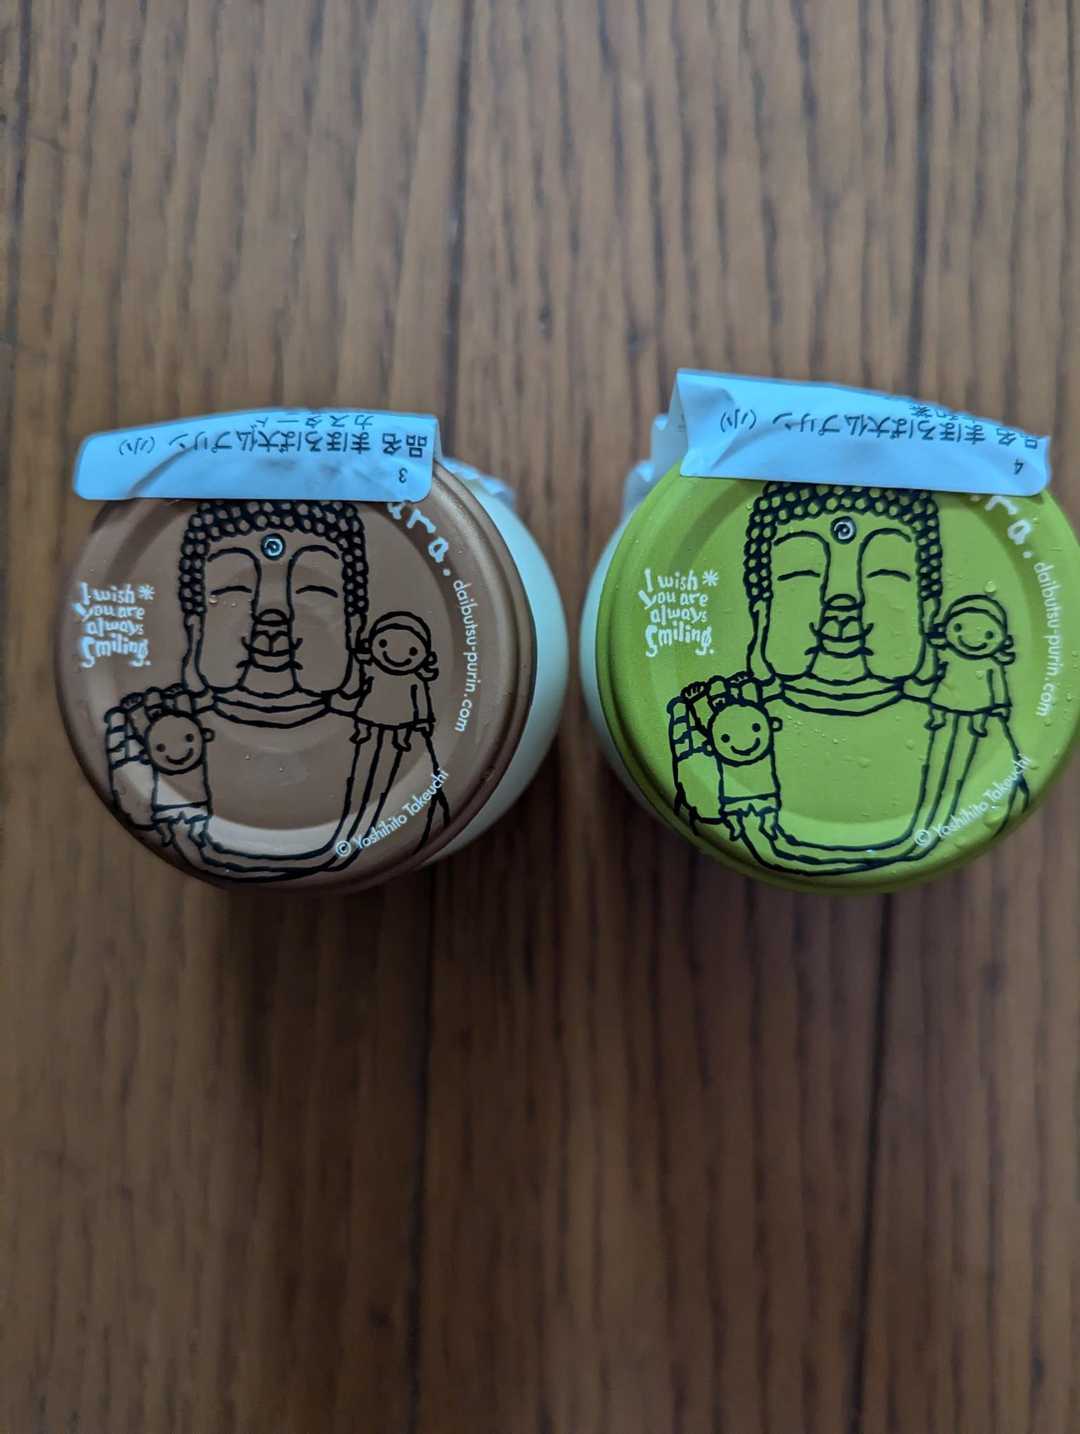 3
品名 まほろば大仏プリン（小）
カスタード
ara.
daibutsu-purin.com
I wish
you are
always
smiling.
© Yoshihito Takeuchi
4
品名 まほろば大仏プリン（小）
ra.
daibutsu-purin.com
I wish
you are
always
smiling.
© Yoshihito Takeuchi